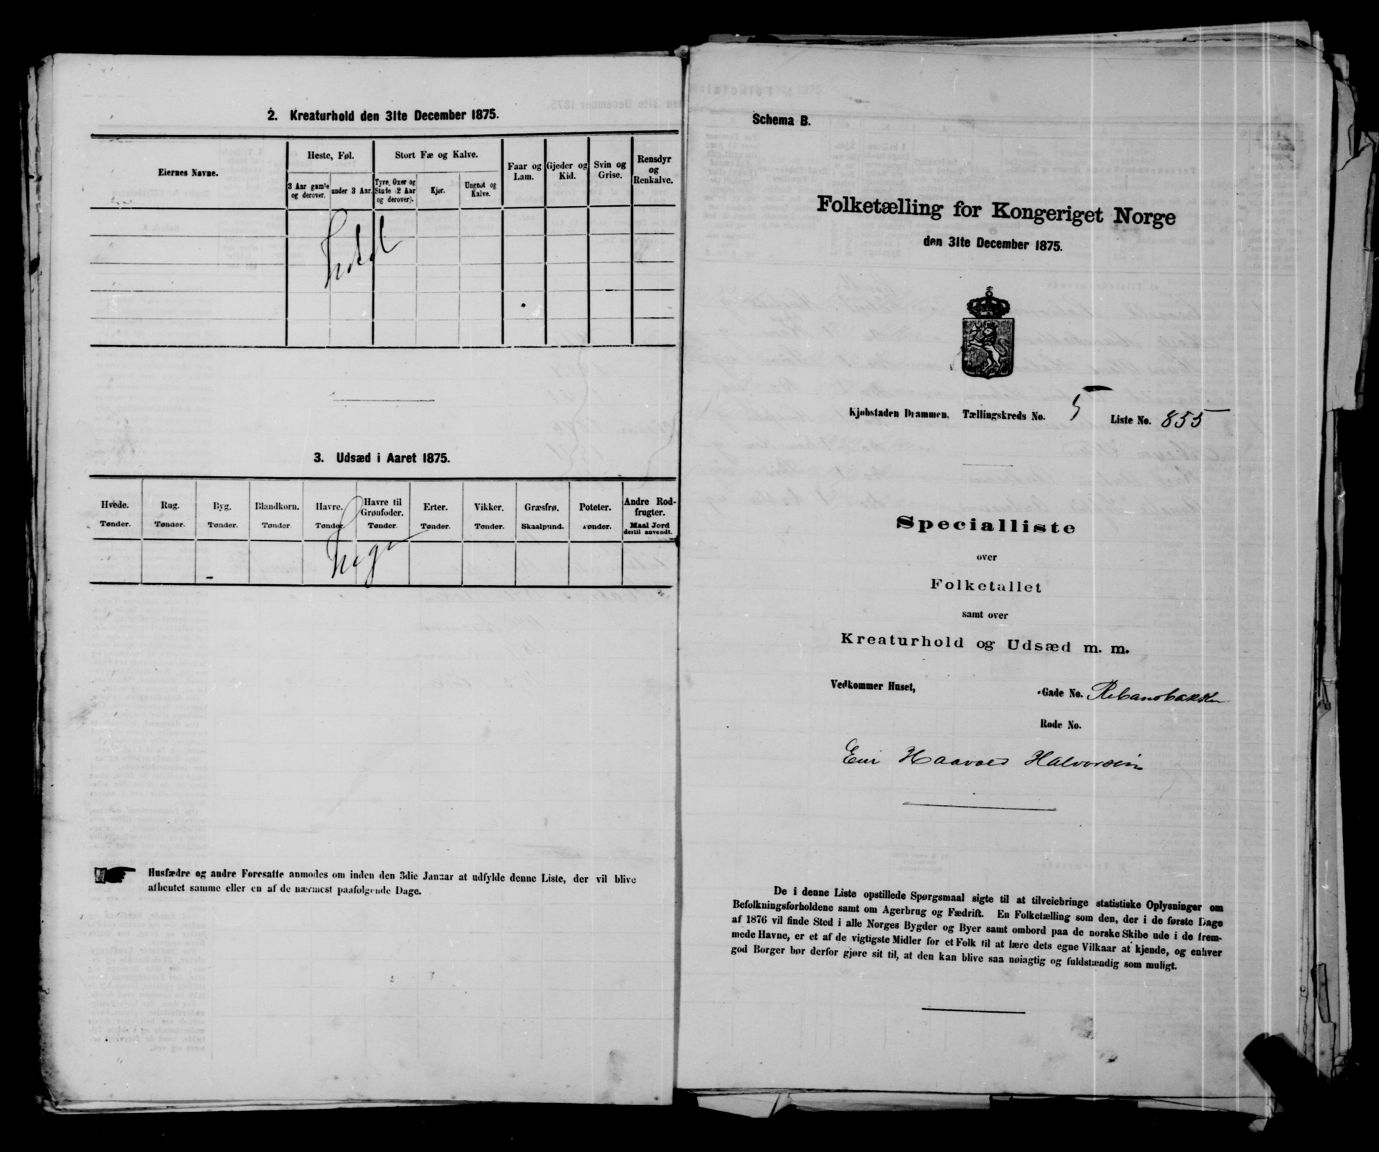 2. Kreaturhold den 31te December 1875.
Eiernes Navne.
Heste, Føl.
3 Aar gamle og derover.
under 3 Aar.
Stort Fæ og Kalve.
Tyre, Oxer og Stude (2 Aar og derover).
Kjør.
Ungnøt og Kalve.
Faar og Lam.
Gjeder og Kid.
Svin og Grise.
Rensdyr og Renkalve.
3. Udsæd i Aaret 1875.
Hvede. Rug. Byg. Blandkorn. Havre. Havre til Grønfoder. Erter. Vikker. Græsfrø. Poteter. Andre Rodfrugter.
Tønder. Tønder. Tønder. Tønder. Tønder. Tønder. Tønder. Tønder. Skaalpund. Tønder. Maal Jord dertil anvendt.
Husfædre og andre Foresatte anmodes om inden den 3die Januar at udfylde denne Liste, der vil blive
afhentet samme eller en af de nærmest paafølgende Dage.
Schema B.
Folketælling for Kongeriget Norge
den 31te December 1875.
Kjøbstaden Drammen. Tællingskreds No. 5 Liste No. 855
Specialliste
over
Folketallet
samt over
Kreaturhold og Udsæd m. m.
Vedkommer Huset, Gade No.
Rode No.
Halvorsen
De i denne Liste opstillede Spørgsmaal sigte til at tilveiebringe statistiske Oplysninger om
Befolkningsforholdene samt om Agerbrug og Fædrift. En Folketælling som den, der i de første Dage
af 1876 vil finde Sted i alle Norges Bygder og Byer samt ombord paa de norske Skibe ude i de frem-
mede Havne, er et af de vigtigste Midler for et Folk til at lære dets egne Vilkaar at kjende, og enhver
god Borger bør derfor gjøre sit til, at den kan blive saa nøiagtig og fuldstændig som muligt.